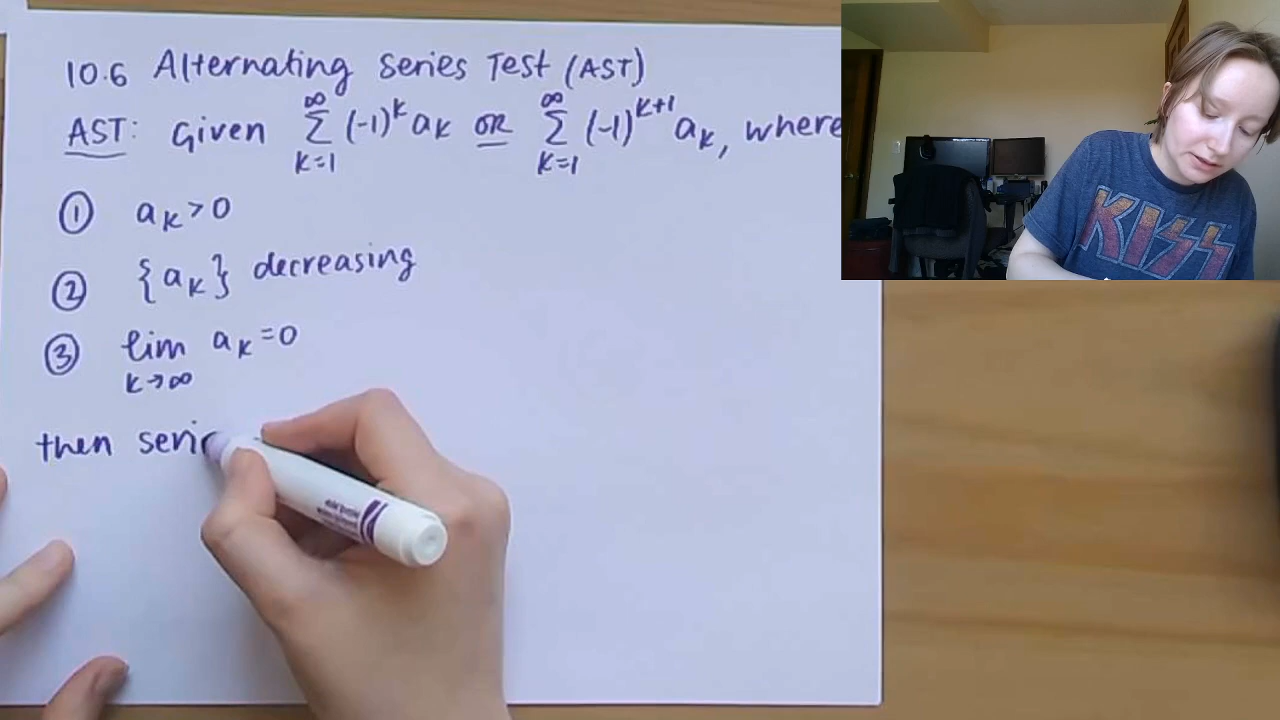 10.6 Alternating Series Test (AST)
AST: Given ∑_{k=1}^{∞} (-1)^k a_k OR ∑_{k=1}^{∞} (-1)^{k+1} a_k, where
① a_k > 0
② {a_k} decreasing
③ lim_{k→∞} a_k = 0
then
KISS